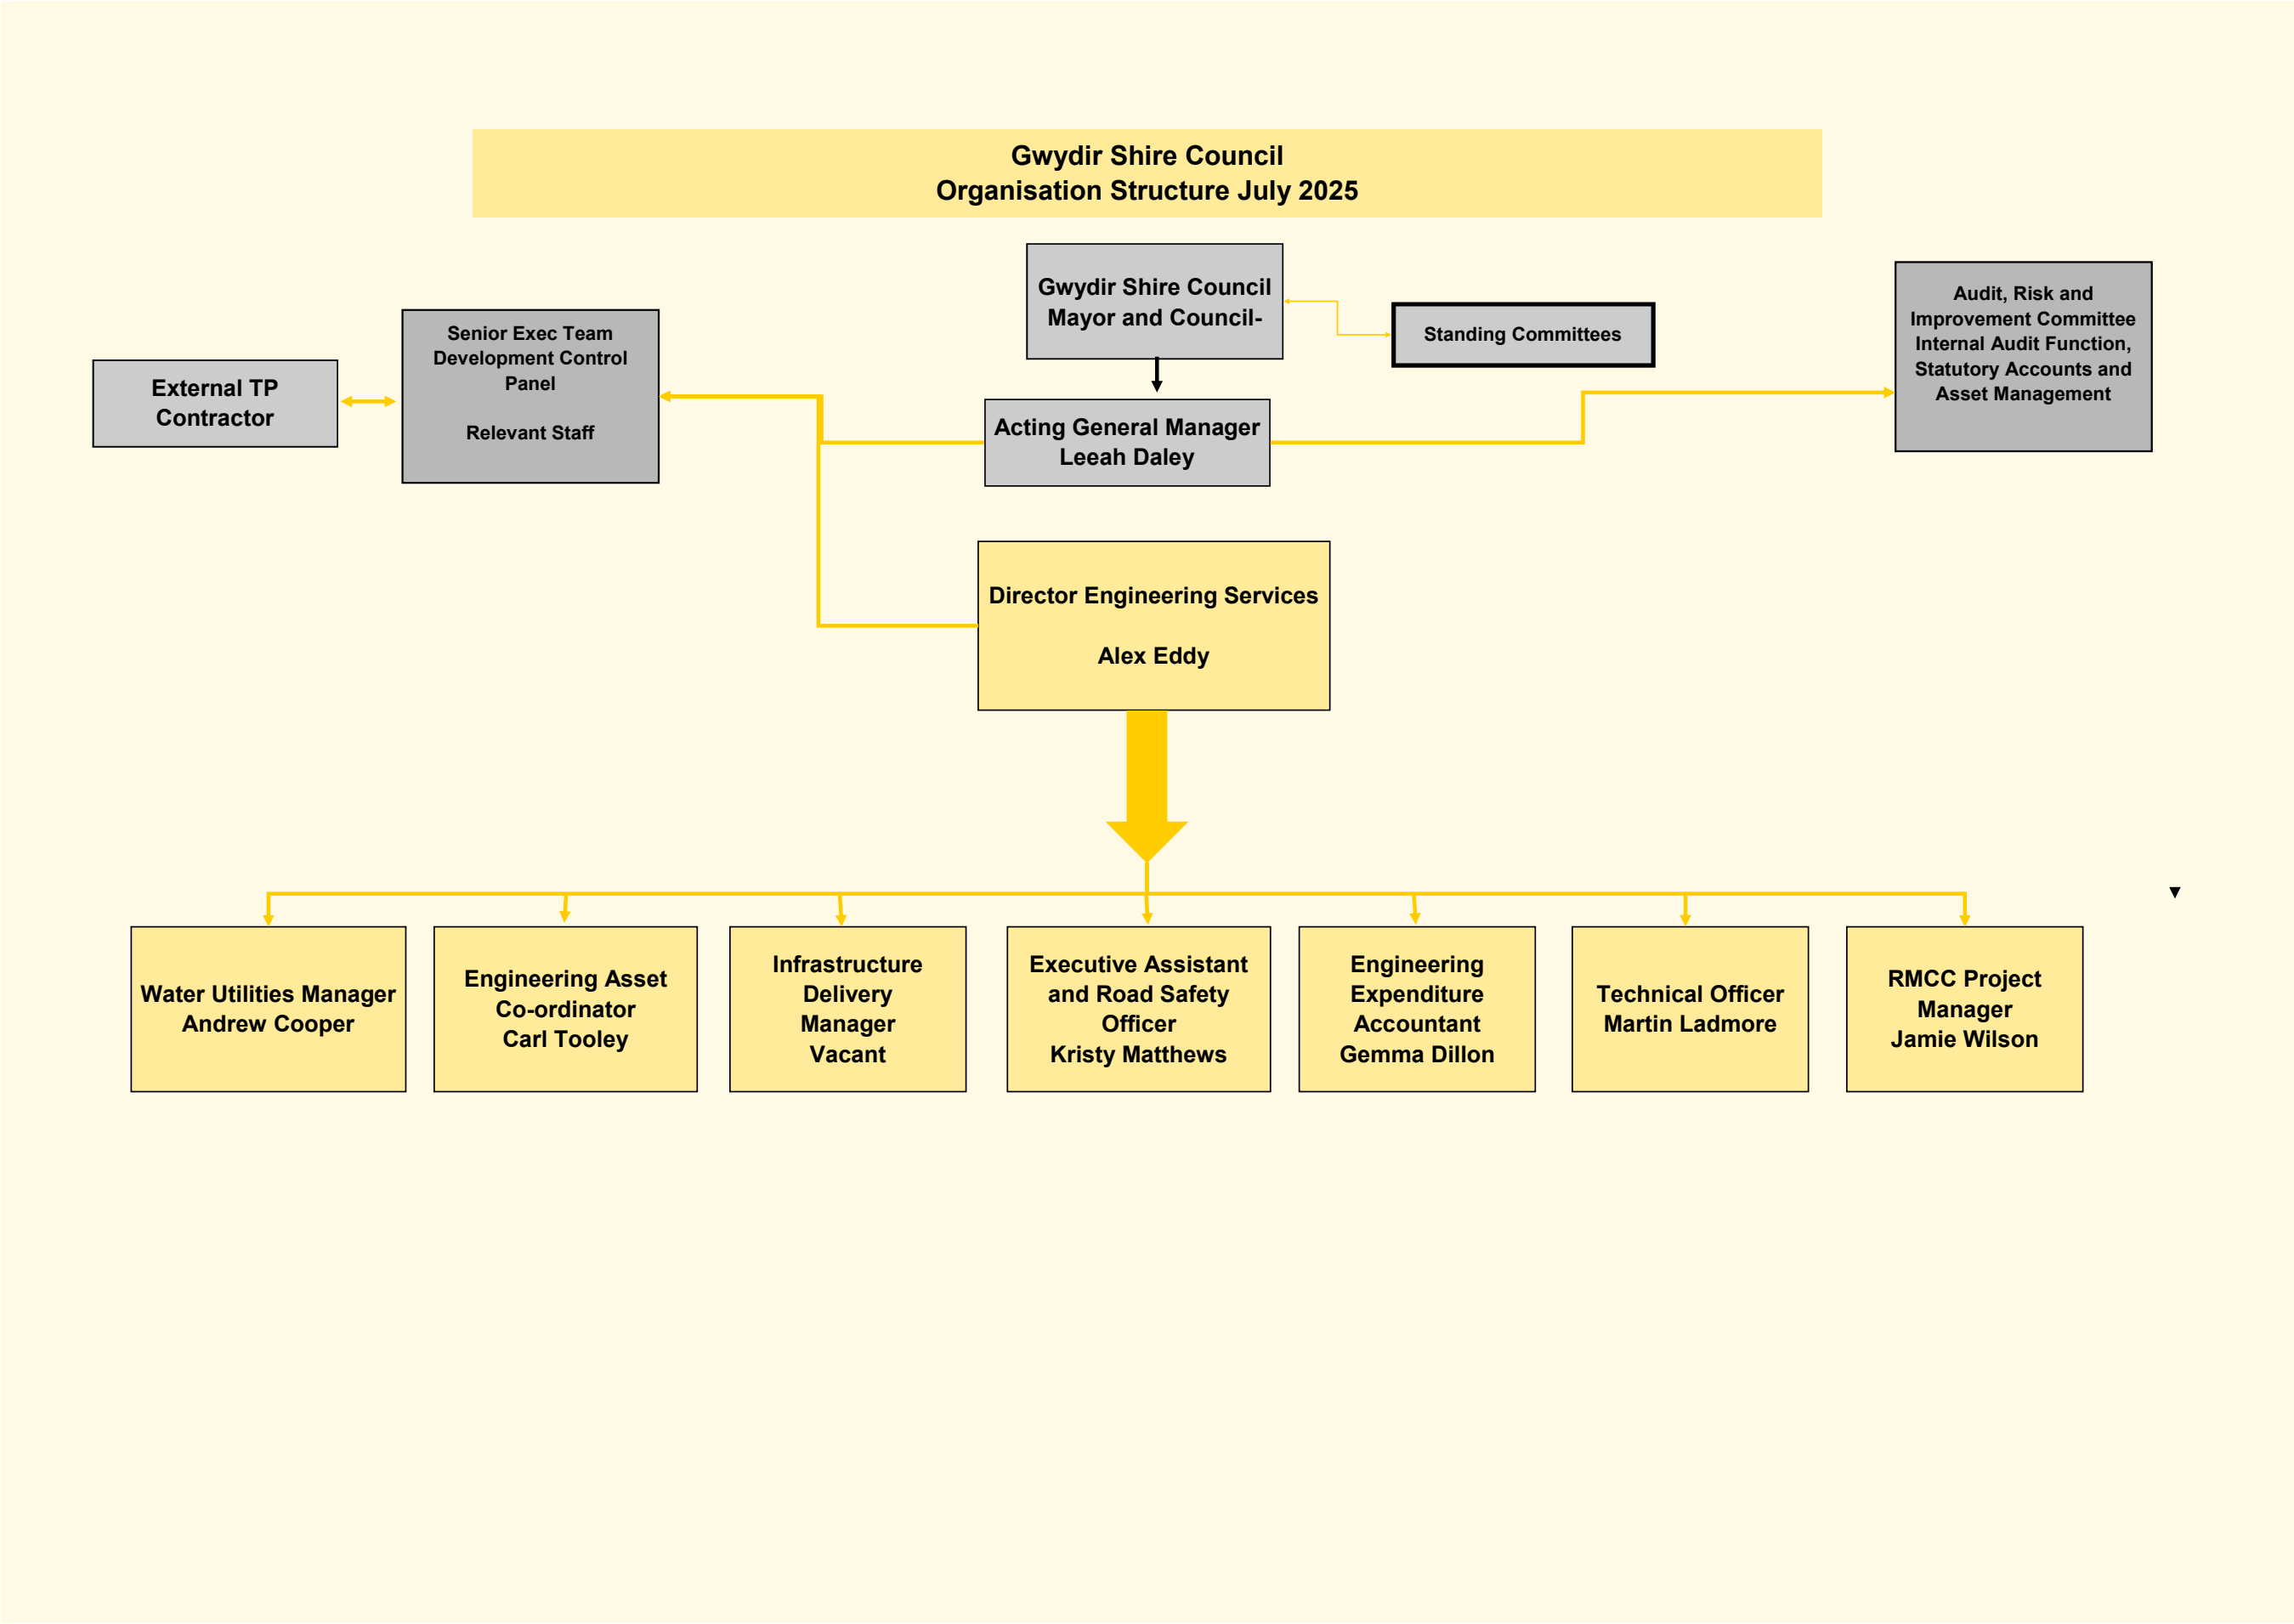 Gwydir Shire Council
Organisation Structure July 2025
Gwydir Shire Council
Mayor and Council-
Standing Committees
Audit, Risk and
Improvement Committee
Internal Audit Function,
Statutory Accounts and
Asset Management
Senior Exec Team
Development Control
Panel
Relevant Staff
External TP
Contractor
Acting General Manager
Leeah Daley
Director Engineering Services
Alex Eddy
Water Utilities Manager
Andrew Cooper
Engineering Asset
Co-ordinator
Carl Tooley
Infrastructure
Delivery
Manager
Vacant
Executive Assistant
and Road Safety
Officer
Kristy Matthews
Engineering
Expenditure
Accountant
Gemma Dillon
Technical Officer
Martin Ladmore
RMCC Project
Manager
Jamie Wilson